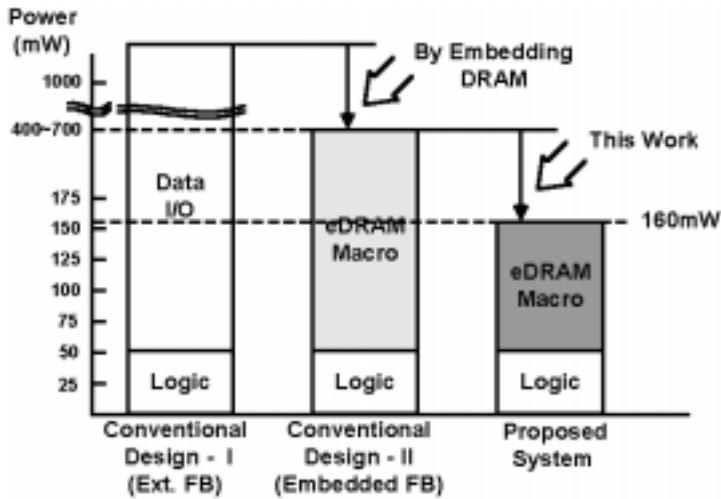 Power
(mW)
1000
400~700
175
150
125
100
75
50
25
Data
I/O
Logic
eDRAM
Macro
Logic
eDRAM
Macro
Logic
By Embedding
DRAM
This Work
160mW
Conventional
Design - I
(Ext. FB)
Conventional
Design - II
(Embedded FB)
Proposed
System